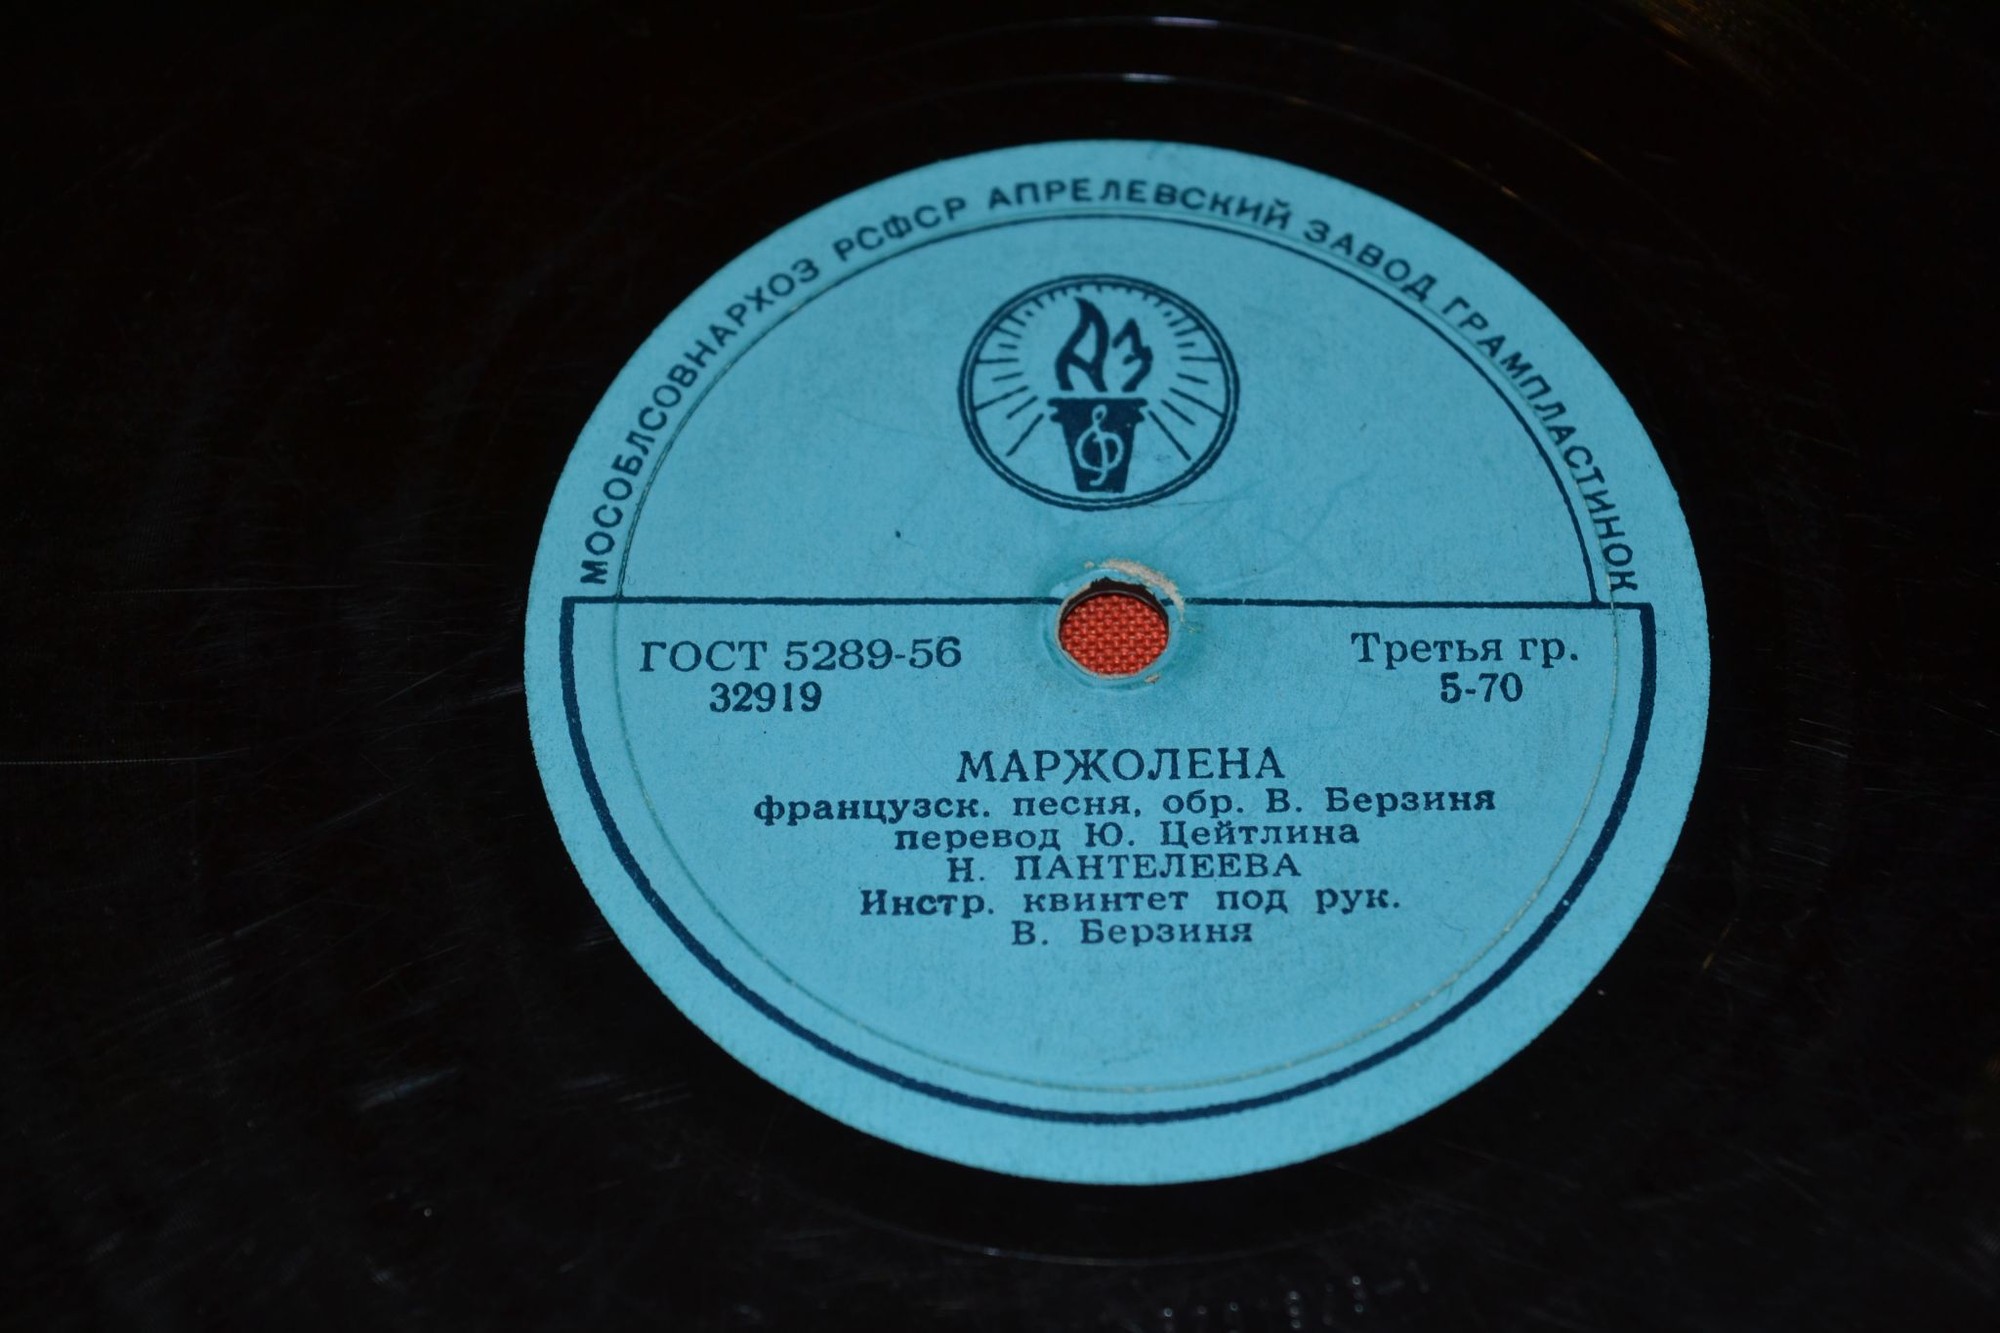 МОСОБЛСОВНАРХОЗ РСФСР АПРЕЛЕВСКИЙ ЗАВОД ГРАМПЛАСТИНОК
АЗ
ГОСТ 5289-56
32919
Третья гр.
5-70
МАРЖОЛЕНА
французск. песня, обр. В. Берзиня
перевод Ю. Цейтлина
Н. ПАНТЕЛЕЕВА
Инстр. квинтет под рук.
В. Берзиня